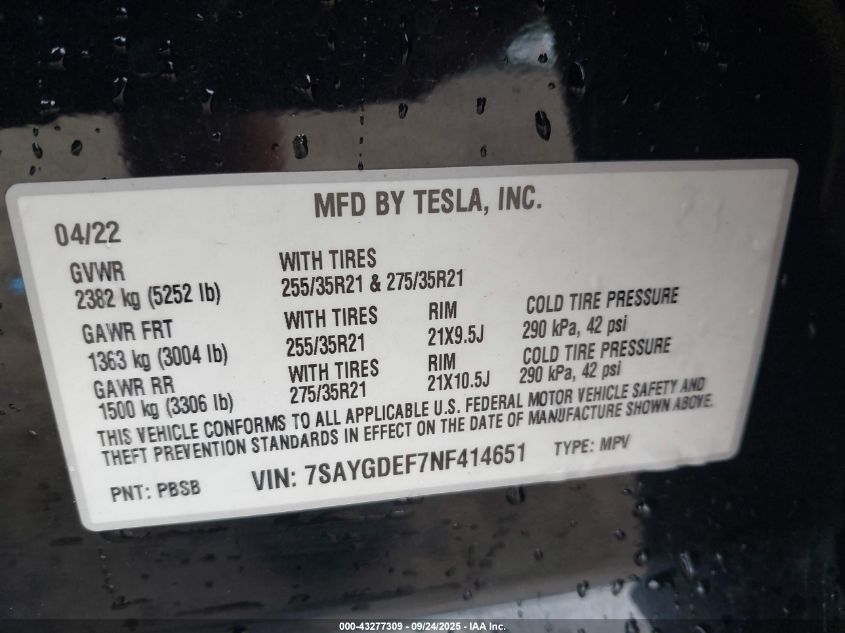 MFD BY TESLA, INC.
04/22
GVWR WITH TIRES
2382 kg (5252 lb) 255/35R21 & 275/35R21
GAWR FRT WITH TIRES RIM COLD TIRE PRESSURE
1363 kg (3004 lb) 255/35R21 21X9.5J 290 kPa, 42 psi
GAWR RR WITH TIRES RIM COLD TIRE PRESSURE
1500 kg (3306 lb) 275/35R21 21X10.5J 290 kPa, 42 psi
THIS VEHICLE CONFORMS TO ALL APPLICABLE U.S. FEDERAL MOTOR VEHICLE SAFETY AND
THEFT PREVENTION STANDARDS IN EFFECT ON THE DATE OF MANUFACTURE SHOWN ABOVE.
PNT: PBSB VIN: 7SAYGDEF7NF414651 TYPE: MPV
000-43277309 - 09/24/2025 - IAA Inc.